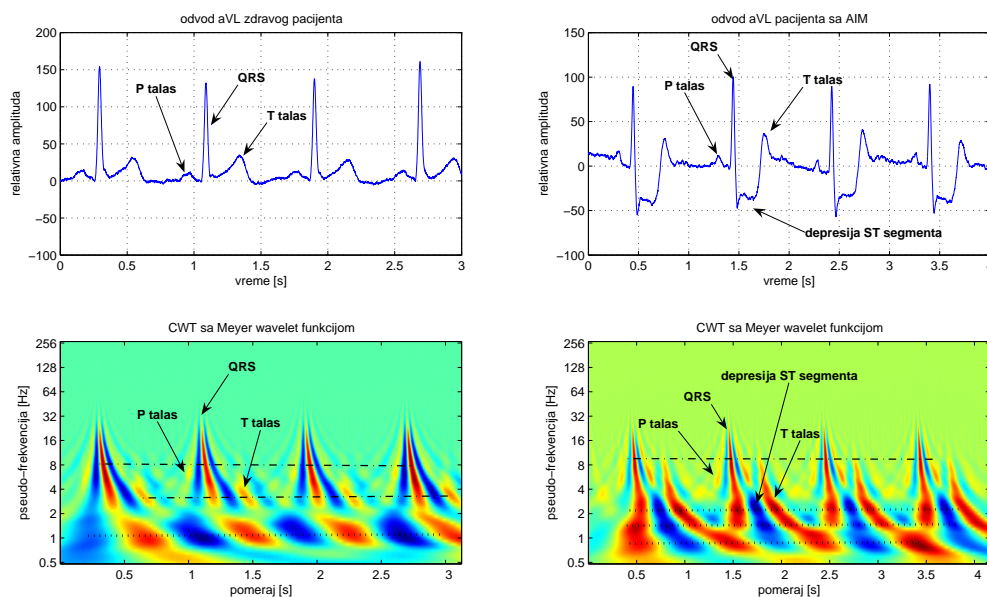 odvod aVL zdravog pacijenta
200
150
100
50
0
−50
−100
relativna amplituda
QRS
P talas
T talas
0 0.5 1 1.5 2 2.5 3
vreme [s]
odvod aVL pacijenta sa AIM
150
100
50
0
−50
−100
relativna amplituda
QRS
P talas
T talas
depresija ST segmenta
0 0.5 1 1.5 2 2.5 3 3.5 4
vreme [s]
CWT sa Meyer wavelet funkcijom
256
128
64
32
16
8
4
2
1
0.5
pseudo−frekvencija [Hz]
QRS
P talas
T talas
0.5 1 1.5 2 2.5 3
pomeraj [s]
CWT sa Meyer wavelet funkcijom
256
128
64
32
16
8
4
2
1
0.5
pseudo−frekvencija [Hz]
depresija ST segmenta
QRS
P talas
T talas
0.5 1 1.5 2 2.5 3 3.5 4
pomeraj [s]